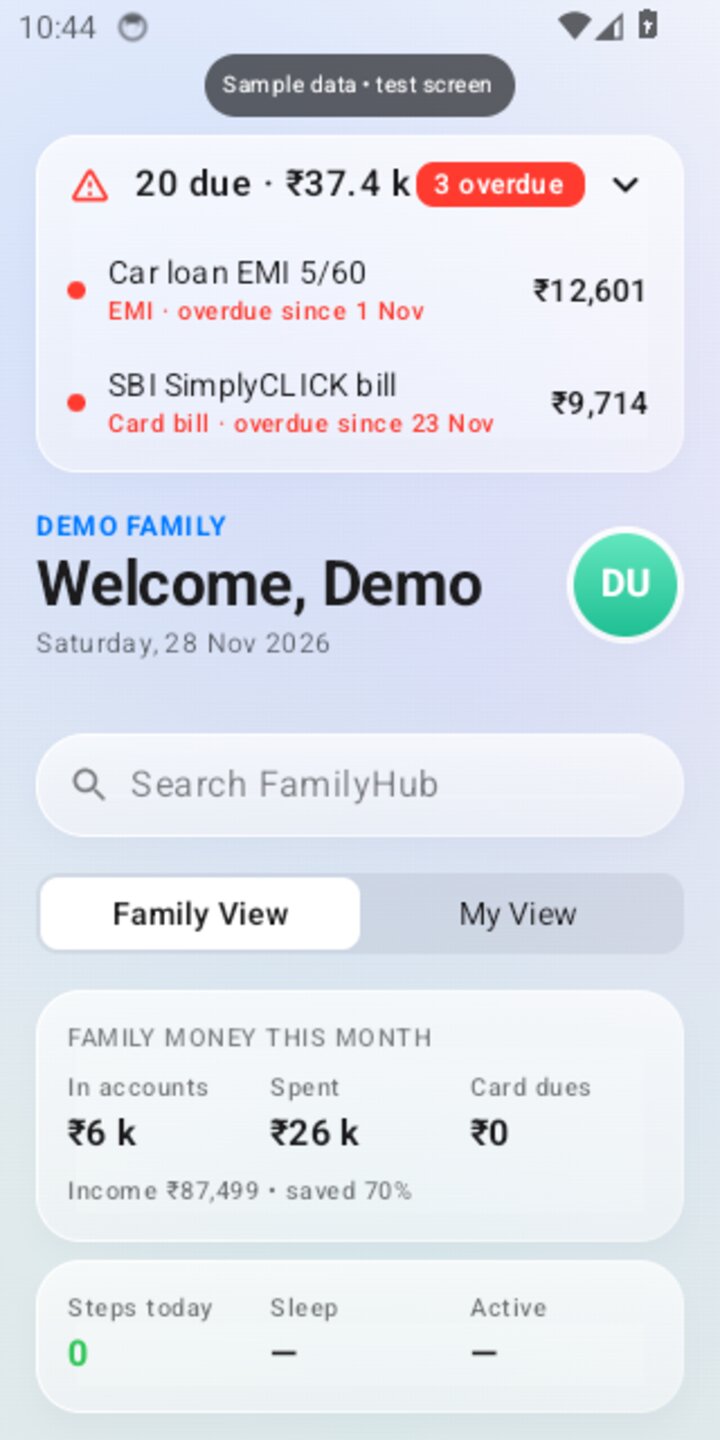 10:44
Sample data • test screen
20 due · ₹37.4 k 3 overdue
Car loan EMI 5/60
EMI · overdue since 1 Nov
₹12,601
SBI SimplyCLICK bill
Card bill · overdue since 23 Nov
₹9,714
DEMO FAMILY
Welcome, Demo
Saturday, 28 Nov 2026
DU
Search FamilyHub
Family View My View
FAMILY MONEY THIS MONTH
In accounts Spent Card dues
₹6 k ₹26 k ₹0
Income ₹87,499 • saved 70%
Steps today Sleep Active
0 — —